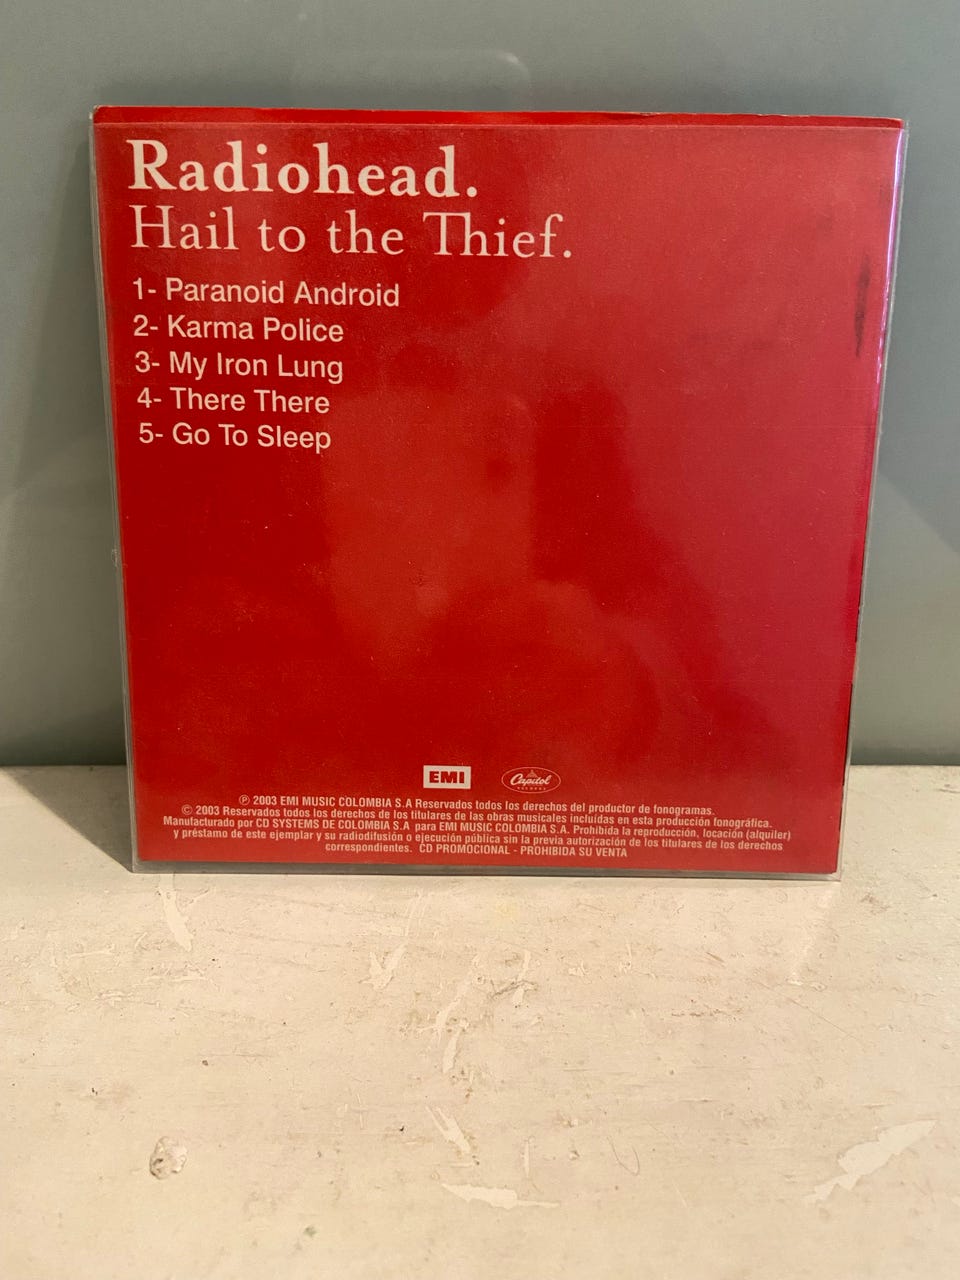 Radiohead.
Hail to the Thief.
1- Paranoid Android
2- Karma Police
3- My Iron Lung
4- There There
5- Go To Sleep
EMI Capitol RECORDS
℗ 2003 EMI MUSIC COLOMBIA S.A Reservados todos los derechos del productor de fonogramas.
© 2003 Reservados todos los derechos de los titulares de las obras musicales incluídas en esta producción fonográfica.
Manufacturado por CD SYSTEMS DE COLOMBIA S.A para EMI MUSIC COLOMBIA S.A. Prohibida la reproducción, locación (alquiler)
y préstamo de este ejemplar y su radiodifusión o ejecución pública sin la previa autorización de los titulares de los derechos
correspondientes. CD PROMOCIONAL - PROHIBIDA SU VENTA